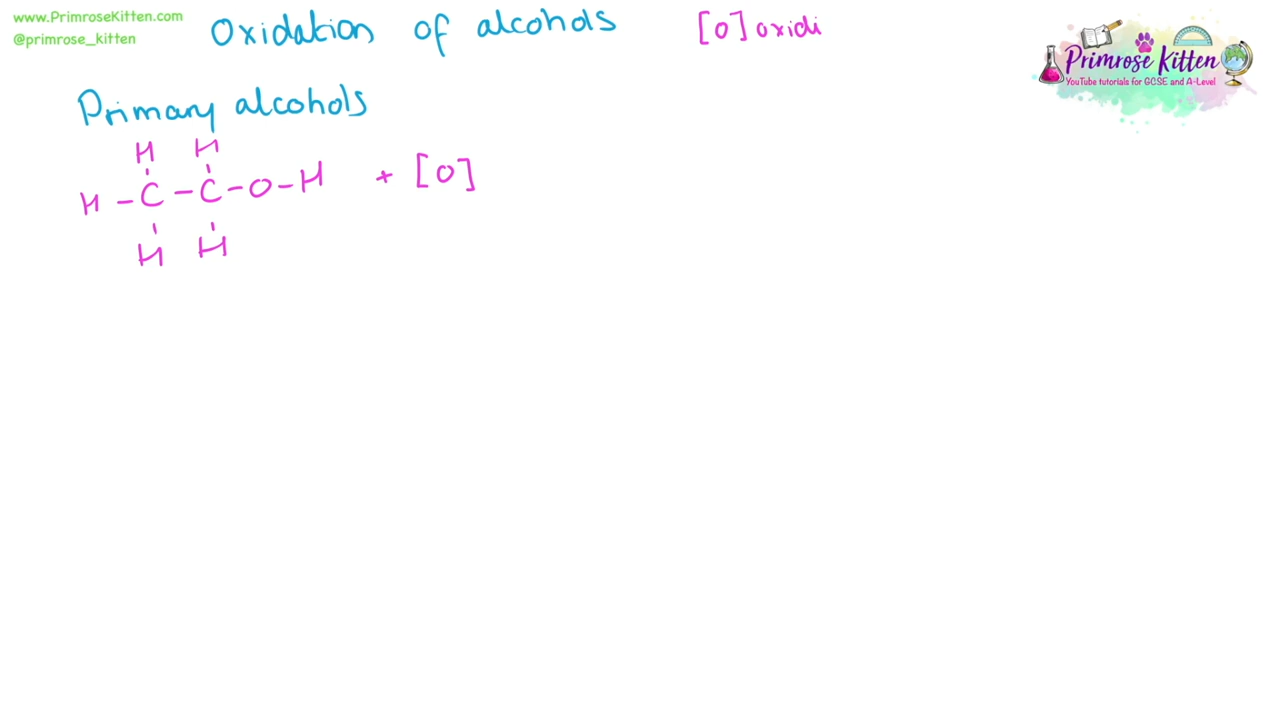 www.PrimroseKitten.com
@primrose_kitten
Oxidation of alcohols [O] oxidi
Primrose Kitten
YouTube tutorials for GCSE and A-Level
Primary alcohols
H H
H - C - C - O - H + [O]
H H